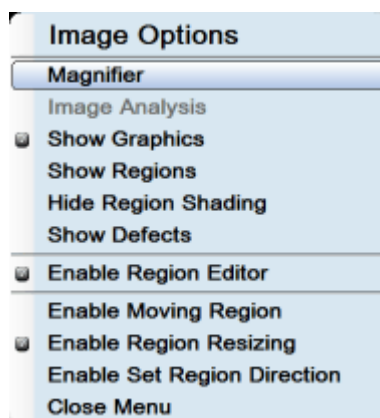 Image Options
Magnifier
Image Analysis
Show Graphics
Show Regions
Hide Region Shading
Show Defects
Enable Region Editor
Enable Moving Region
Enable Region Resizing
Enable Set Region Direction
Close Menu